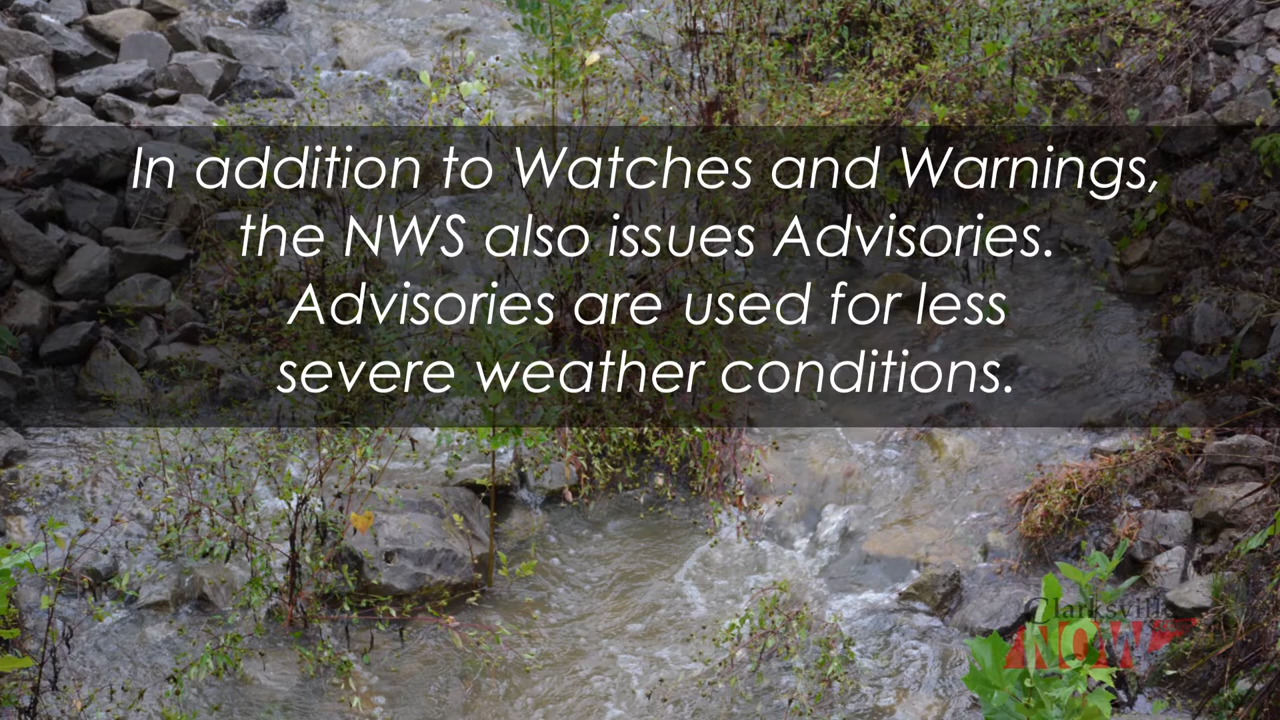 In addition to Watches and Warnings,
the NWS also issues Advisories.
Advisories are used for less
severe weather conditions.
Clarksville
NOW